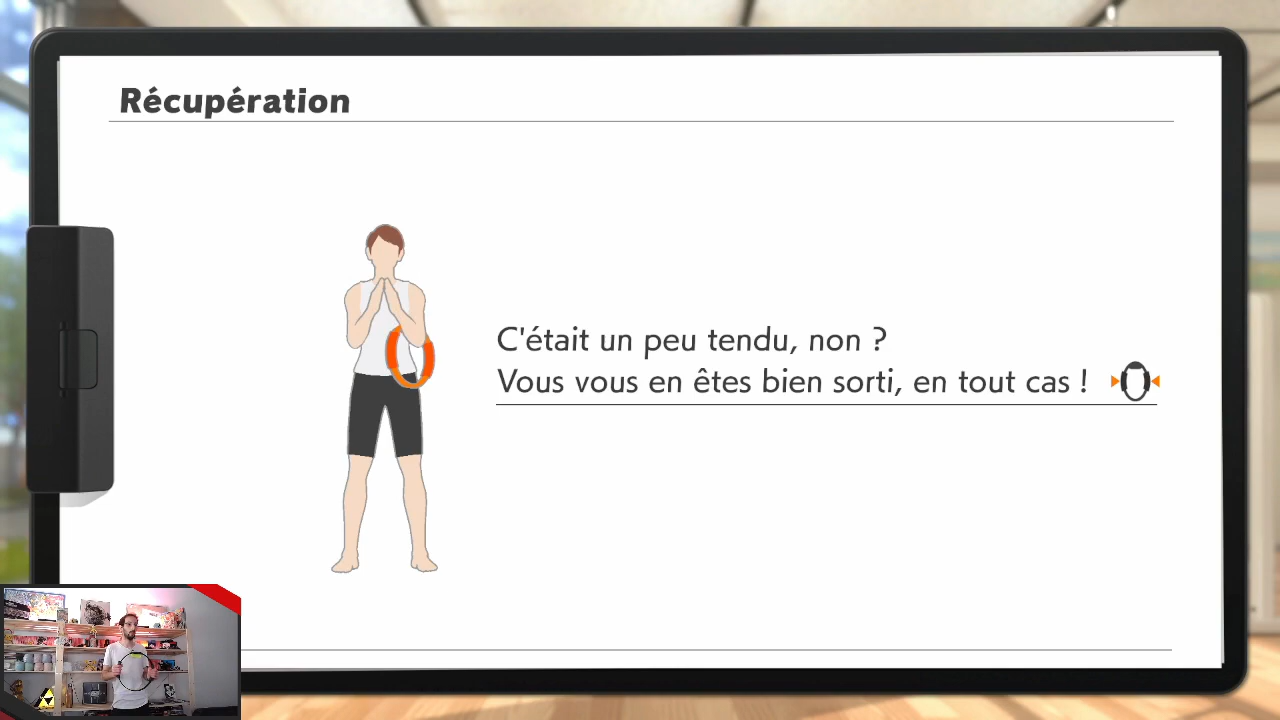 Récupération
C'était un peu tendu, non ?
Vous vous en êtes bien sorti, en tout cas !